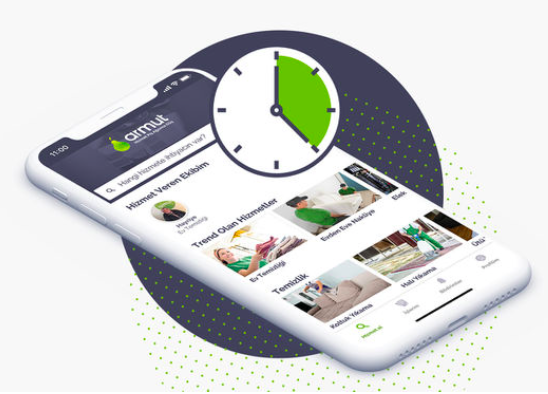 11:00
armut
Hangi hizmete ihtiyacın var?
Hizmet Veren Ekibim
Hayriye
Ev Temizliği
Trend Olan Hizmetler
Ev Temizliği
Evden Eve Nakliye
Temizlik
Koltuk Yıkama
Halı Yıkama